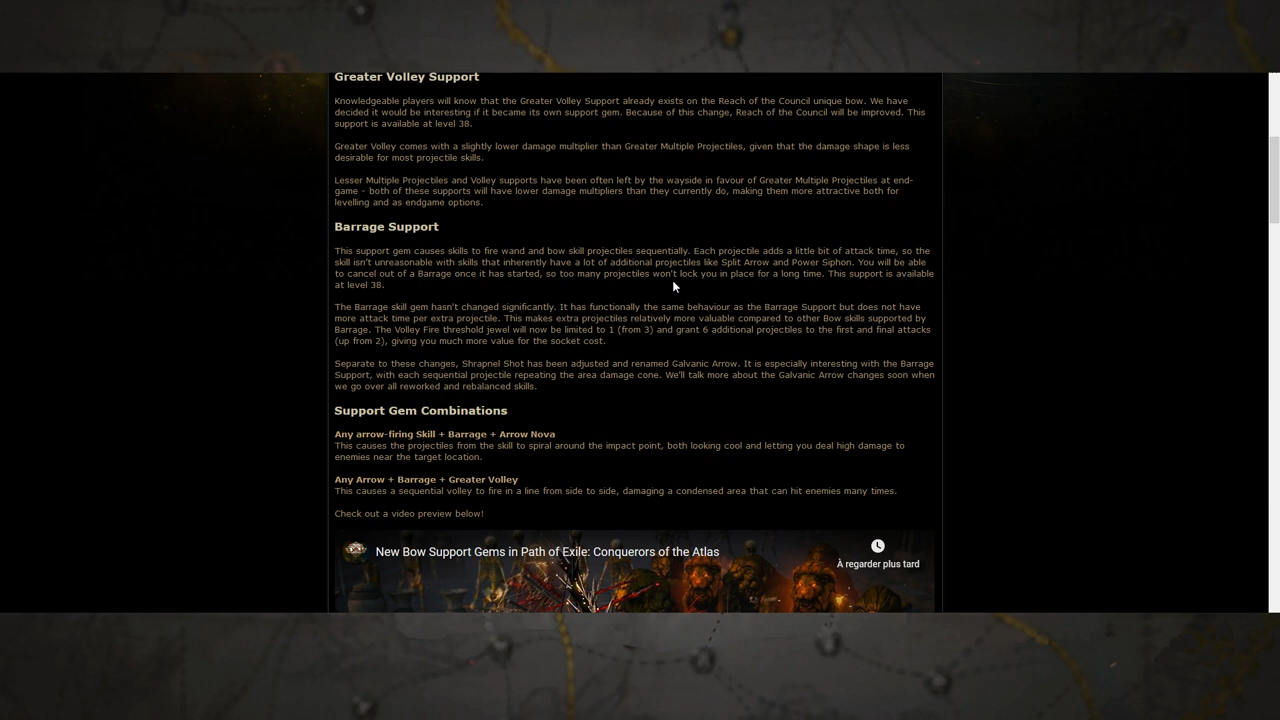 Greater Volley Support
Knowledgeable players will know that the Greater Volley Support already exists on the Reach of the Council unique bow. We have
decided it would be interesting if it became its own support gem. Because of this change, Reach of the Council will be improved. This
support is available at level 38.
Greater Volley comes with a slightly lower damage multiplier than Greater Multiple Projectiles, given that the damage shape is less
desirable for most projectile skills.
Lesser Multiple Projectiles and Volley supports have been often left by the wayside in favour of Greater Multiple Projectiles at end-
game - both of these supports will have lower damage multipliers than they currently do, making them more attractive both for
levelling and as endgame options.
Barrage Support
This support gem causes skills to fire wand and bow skill projectiles sequentially. Each projectile adds a little bit of attack time, so the
skill isn't unreasonable with skills that inherently have a lot of additional projectiles like Split Arrow and Power Siphon. You will be able
to cancel out of a Barrage once it has started, so too many projectiles won't lock you in place for a long time. This support is available
at level 38.
The Barrage skill gem hasn't changed significantly. It has functionally the same behaviour as the Barrage Support but does not have
more attack time per extra projectile. This makes extra projectiles relatively more valuable compared to other Bow skills supported by
Barrage. The Volley Fire threshold jewel will now be limited to 1 (from 3) and grant 6 additional projectiles to the first and final attacks
(up from 2), giving you much more value for the socket cost.
Separate to these changes, Shrapnel Shot has been adjusted and renamed Galvanic Arrow. It is especially interesting with the Barrage
Support, with each sequential projectile repeating the area damage cone. We'll talk more about the Galvanic Arrow changes soon when
we go over all reworked and rebalanced skills.
Support Gem Combinations
Any arrow-firing Skill + Barrage + Arrow Nova
This causes the projectiles from the skill to spiral around the impact point, both looking cool and letting you deal high damage to
enemies near the target location.
Any Arrow + Barrage + Greater Volley
This causes a sequential volley to fire in a line from side to side, damaging a condensed area that can hit enemies many times.
Check out a video preview below!
New Bow Support Gems in Path of Exile: Conquerors of the Atlas
À regarder plus tard